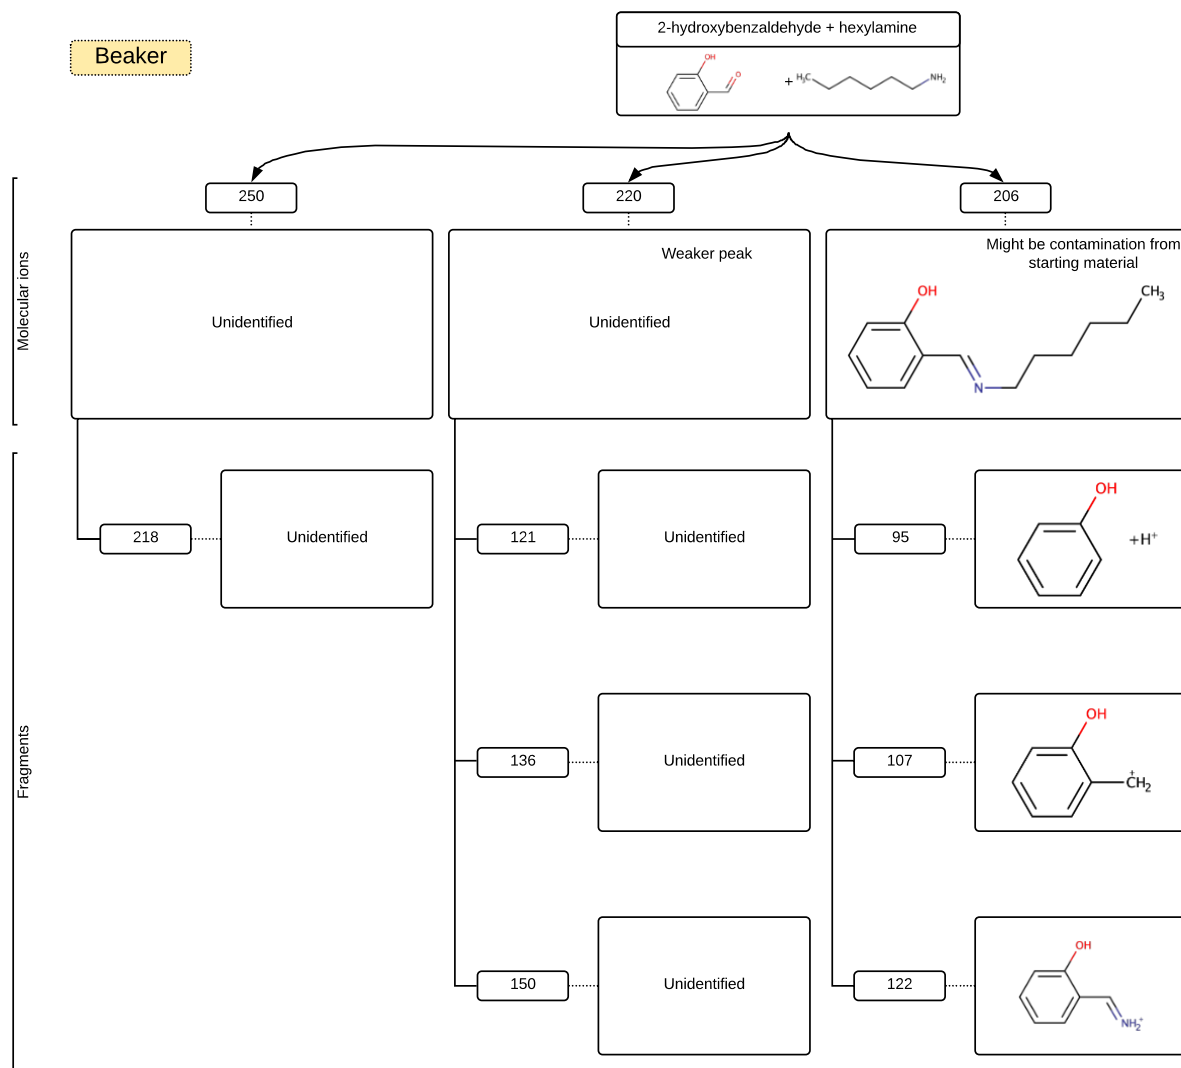 Beaker
2-hydroxybenzaldehyde + hexylamine
OH
O
+
H₃C
NH₂
250
220
206
Molecular ions
Unidentified
Weaker peak
Unidentified
Might be contamination from
starting material
OH
CH₃
N
Fragments
218
Unidentified
121
Unidentified
95
OH
+H⁺
136
Unidentified
107
OH
+
CH₂
150
Unidentified
122
OH
NH₂⁺